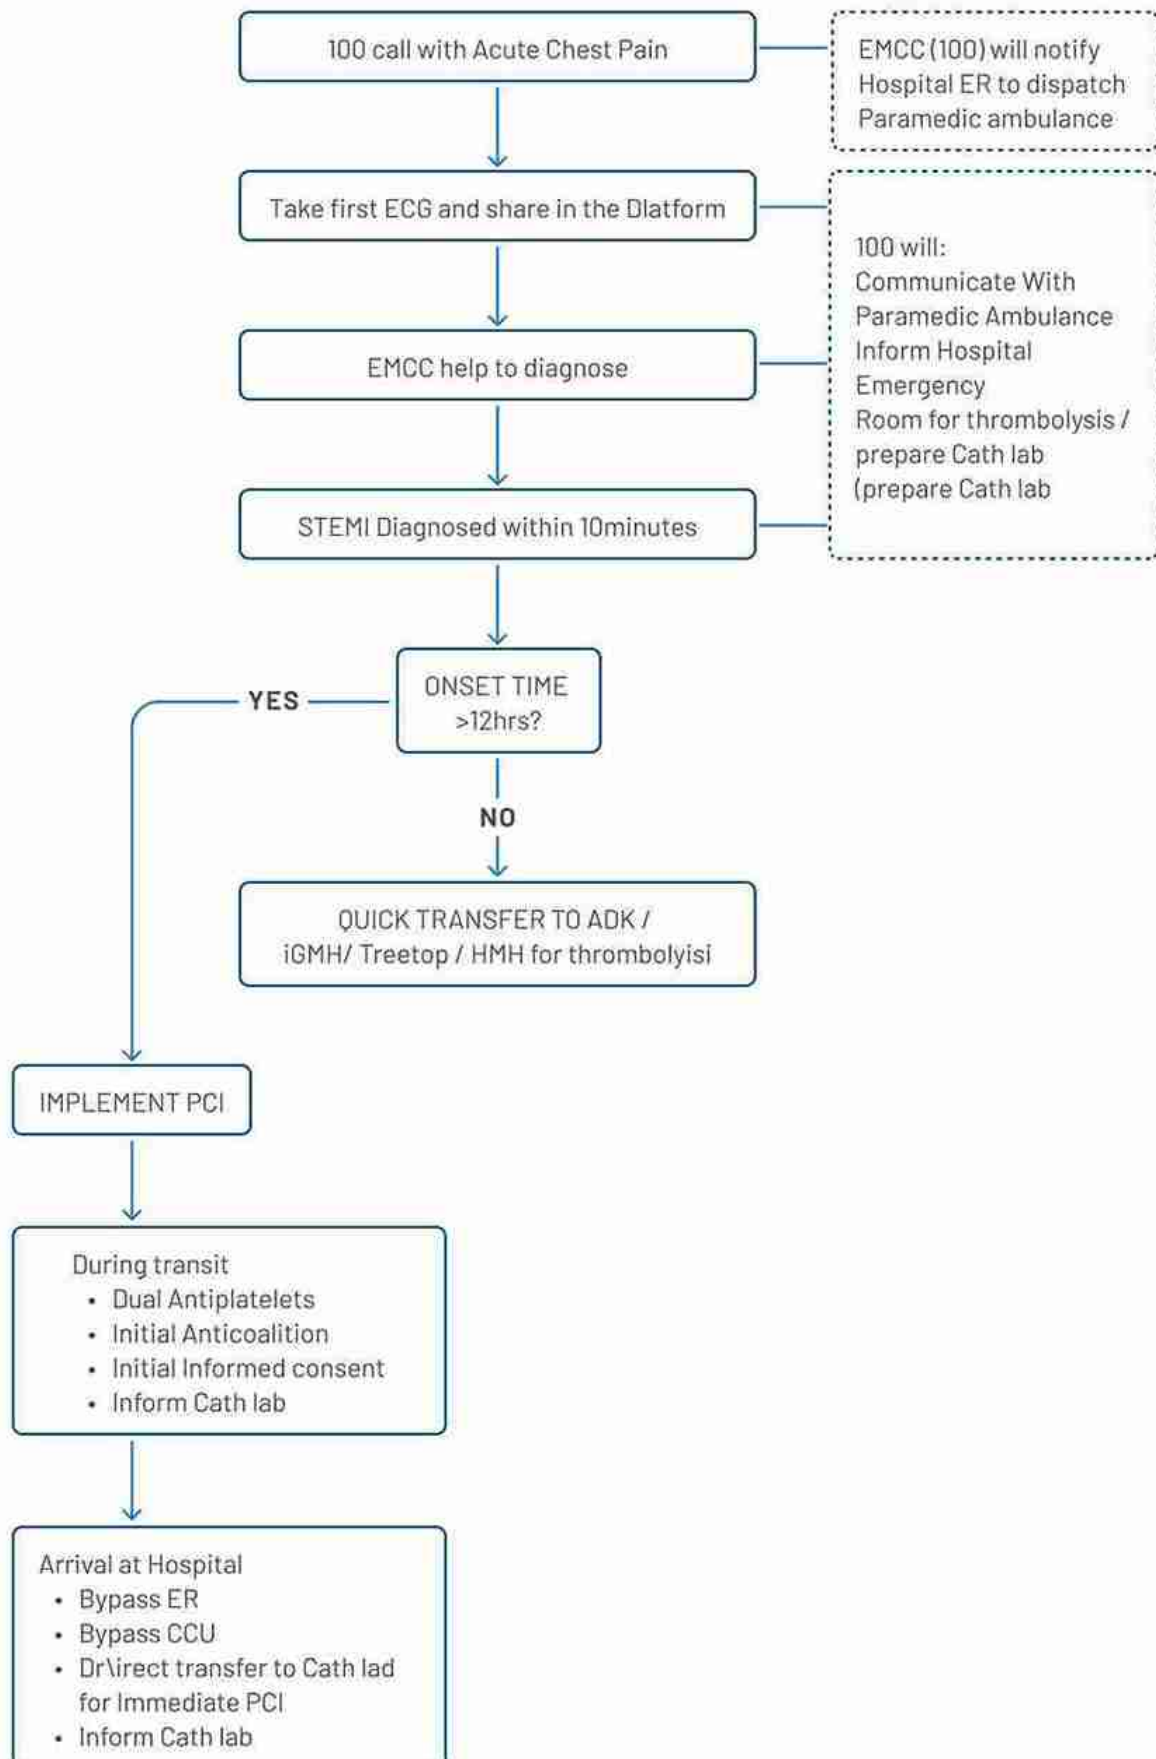 100 call with Acute Chest Pain
EMCC (100) will notify
Hospital ER to dispatch
Paramedic ambulance
Take first ECG and share in the Dlatform
100 will:
Communicate With
Paramedic Ambulance
Inform Hospital
Emergency
Room for thrombolysis /
prepare Cath lab
(prepare Cath lab
EMCC help to diagnose
STEMI Diagnosed within 10minutes
ONSET TIME
>12hrs?
YES
NO
QUICK TRANSFER TO ADK /
iGMH/ Treetop / HMH for thrombolyisi
IMPLEMENT PCI
During transit
• Dual Antiplatelets
• Initial Anticoalition
• Initial Informed consent
• Inform Cath lab
Arrival at Hospital
• Bypass ER
• Bypass CCU
• Dr\irect transfer to Cath lad
for Immediate PCI
• Inform Cath lab